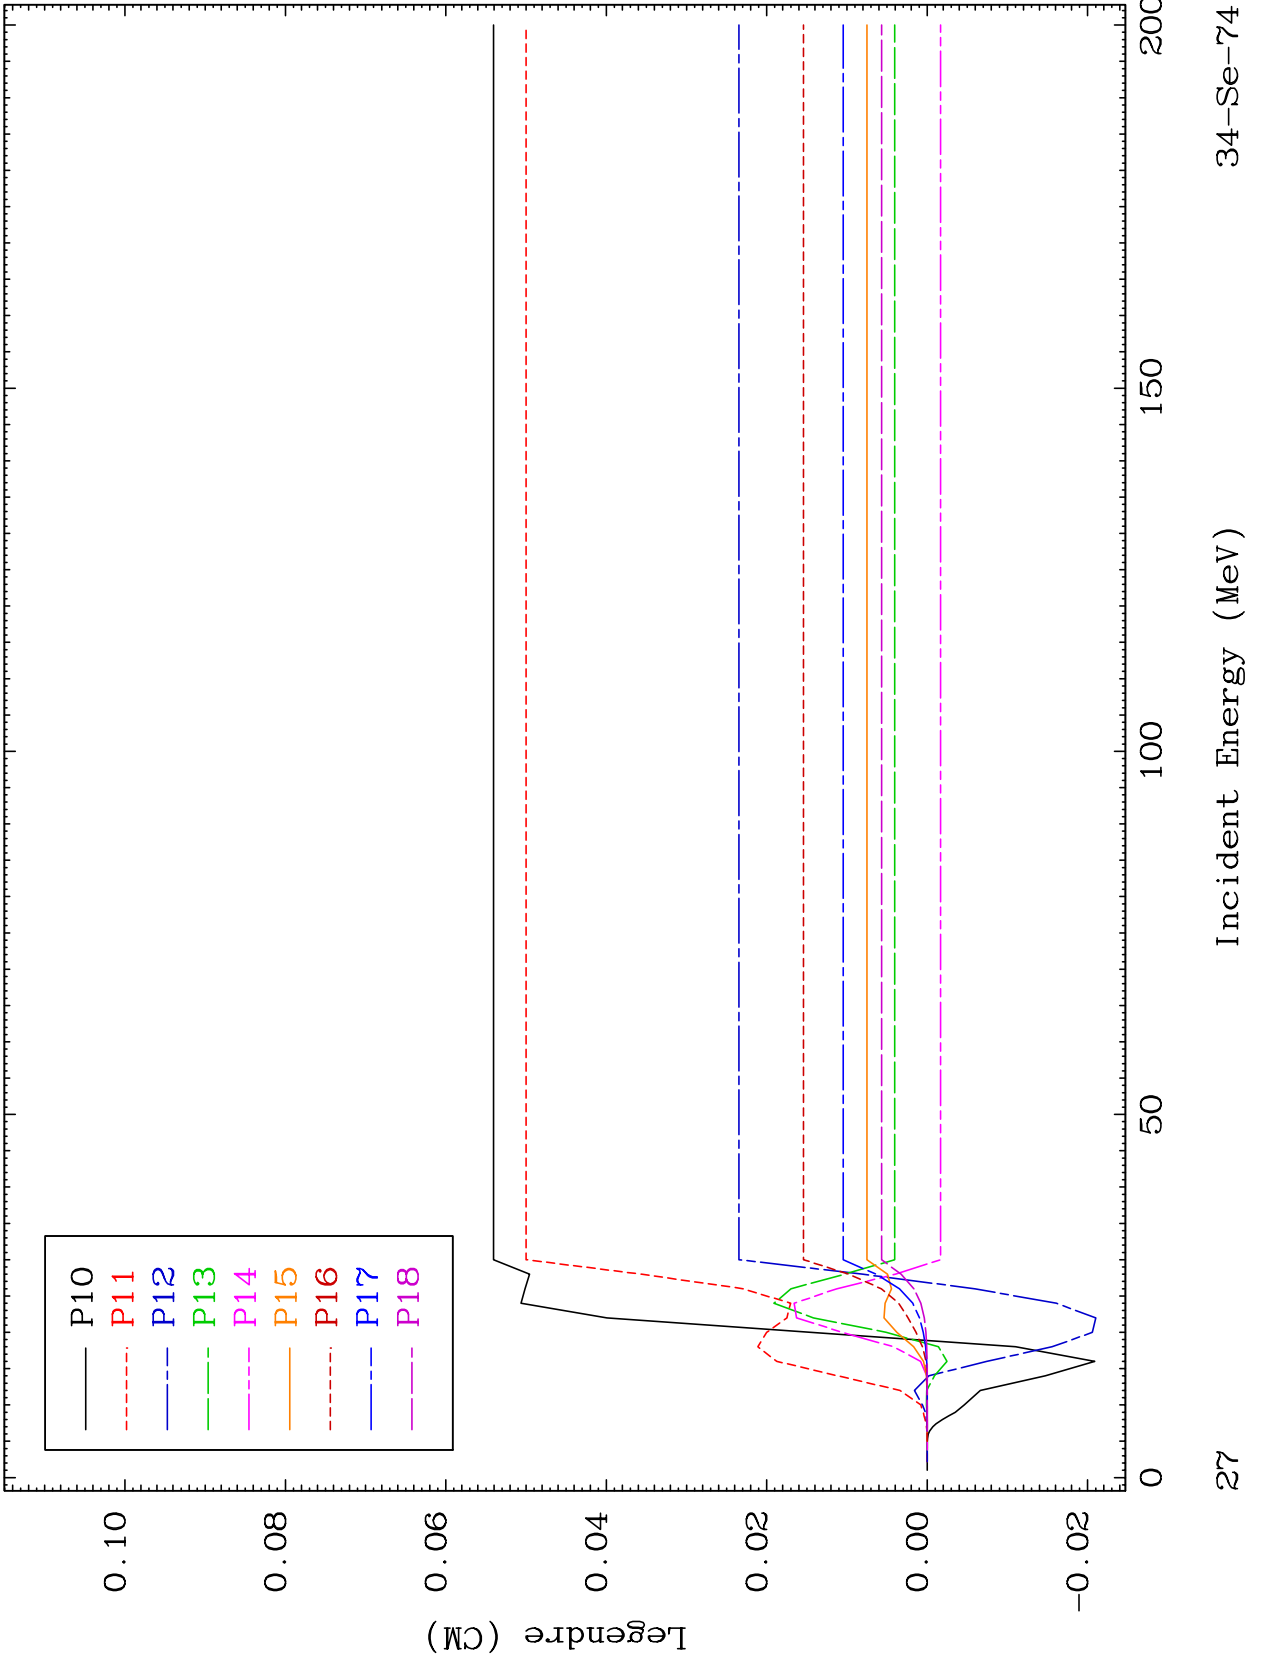 Legendre (CM)
0.10
0.08
0.06
0.04
0.02
0.00
-0.02
P10
P11
P12
P13
P14
P15
P16
P17
P18
0
50
100
150
200
27
Incident Energy (MeV)
34-Se-74